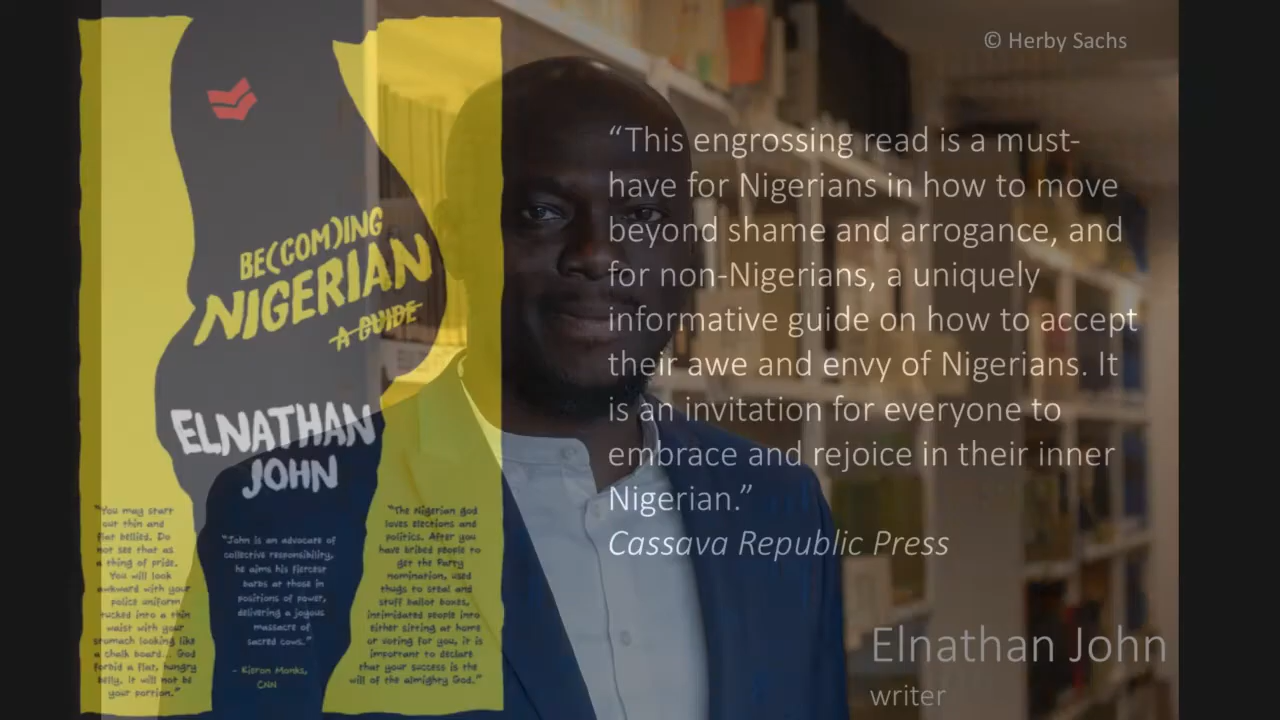 © Herby Sachs
BE(COM)ING
NIGERIAN
A GUIDE
ELNATHAN
JOHN
"You may start
our thin and
flat bellied. Do
not see that as
a thing of pride.
You will look
awkward with your
police uniform
tucked into a thin
waist with your
stomach looking like
a chalk board... God
forbid a flat, hungry
belly. It will not be
your portion."
"John is an advocate of
collective responsibility,
he aims his fiercest
barbs at those in
positions of power,
delivering a joyous
massacre of
sacred cows."
- Kieron Monks,
CNN
"The Nigerian god
loves elections and
politics. After you
have bribed people to
get the Party
nomination, used
thugs to steal and
stuff ballot boxes,
intimidated people into
either sitting at home
or voting for you, it is
important to declare
that your success is the
will of the almighty God."
“This engrossing read is a must-
have for Nigerians in how to move
beyond shame and arrogance, and
for non-Nigerians, a uniquely
informative guide on how to accept
their awe and envy of Nigerians. It
is an invitation for everyone to
embrace and rejoice in their inner
Nigerian.”
Cassava Republic Press
Elnathan John
writer